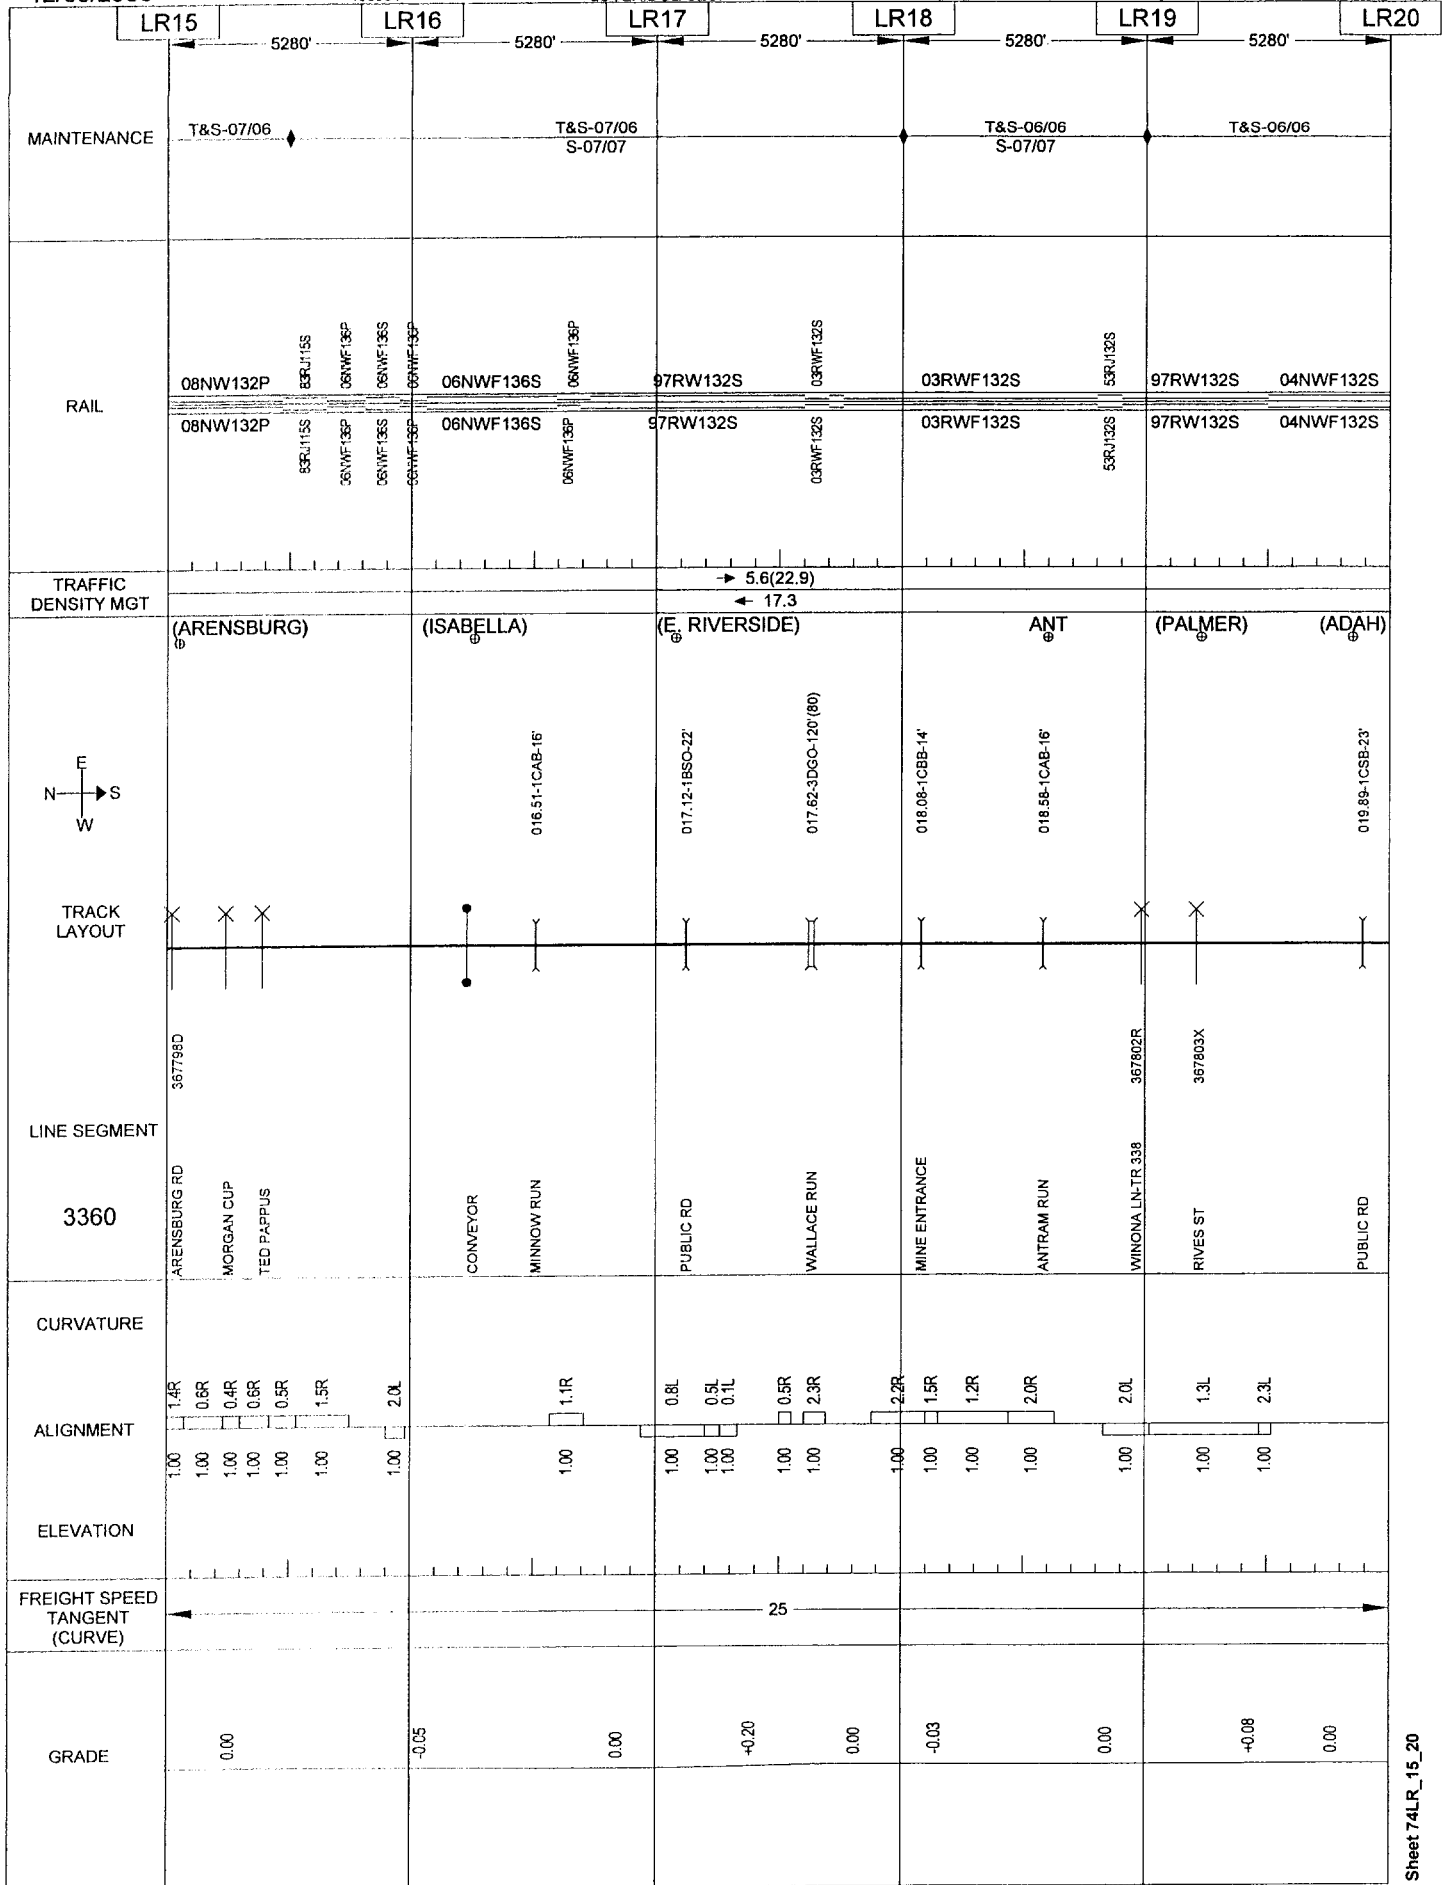 LR15 LR16 LR17 LR18 LR19 LR20
5280' 5280' 5280' 5280' 5280'
MAINTENANCE
T&S-07/06 T&S-07/06 T&S-06/06 T&S-06/06
S-07/07 S-07/07
RAIL
08NW132P 83RJ115S 06NWF136P 06NWF136S 06NWF136P 06NWF136S 06NWF136P 97RW132S 03RWF132S 03RWF132S 53RJ132S 97RW132S 04NWF132S
08NW132P 83RJ115S 06NWF136P 06NWF136S 06NWF136P 06NWF136S 06NWF136P 97RW132S 03RWF132S 03RWF132S 53RJ132S 97RW132S 04NWF132S
TRAFFIC
DENSITY MGT
5.6(22.9)
17.3
(ARENSBURG) (ISABELLA) (E. RIVERSIDE) ANT (PALMER) (ADAH)
E
N S
W
016.51-1CAB-16' 017.12-1BSO-22' 017.62-3DGO-120'(80) 018.08-1CBB-14' 018.58-1CAB-16' 019.89-1CSB-23'
TRACK
LAYOUT
367798D 367802R 367803X
LINE SEGMENT
3360
ARENSBURG RD MORGAN CUP TED PAPPUS CONVEYOR MINNOW RUN PUBLIC RD WALLACE RUN MINE ENTRANCE ANTRAM RUN WINONA LN-TR 338 RIVES ST PUBLIC RD
CURVATURE
1.4R 0.6R 0.4R 0.6R 0.5R 1.5R 2.0L 1.1R 0.8L 0.5L 0.1L 0.5R 2.3R 2.2R 1.5R 1.2R 2.0R 2.0L 1.3L 2.3L
ALIGNMENT
1.00 1.00 1.00 1.00 1.00 1.00 1.00 1.00 1.00 1.00 1.00 1.00 1.00 1.00 1.00 1.00 1.00 1.00 1.00 1.00
ELEVATION
FREIGHT SPEED
TANGENT
(CURVE)
25
GRADE
0.00 -0.05 0.00 +0.20 0.00 -0.03 0.00 +0.08 0.00
Sheet 74LR_15_20